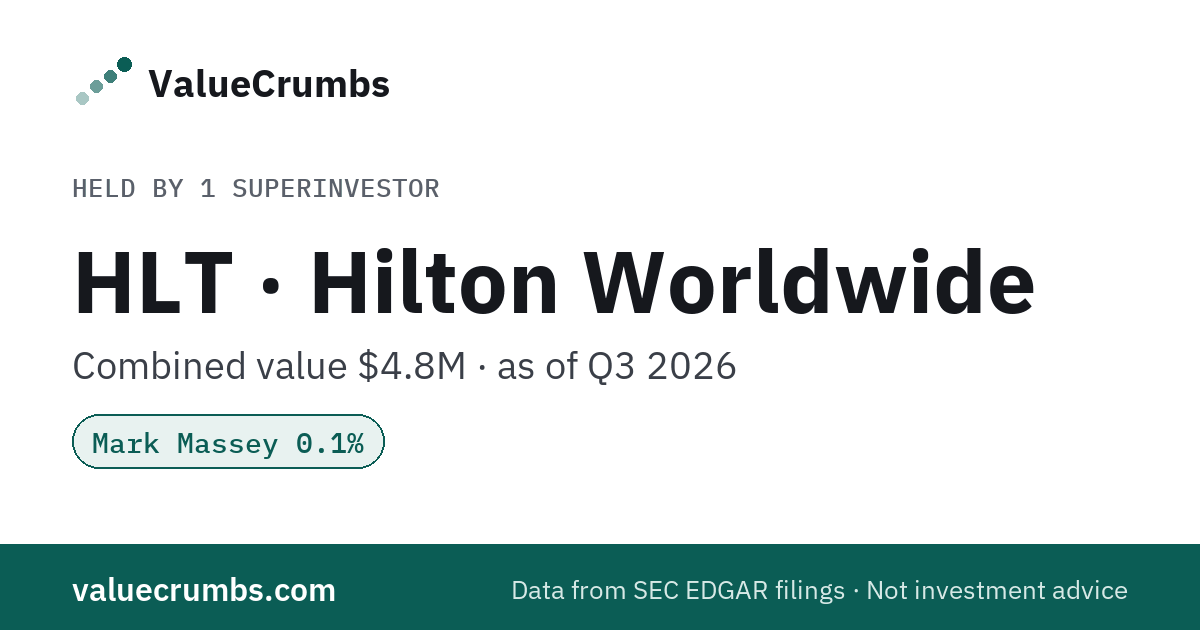 ValueCrumbs
HELD BY 1 SUPERINVESTOR
HLT · Hilton Worldwide
Combined value $4.8M · as of Q3 2026
Mark Massey 0.1%
valuecrumbs.com
Data from SEC EDGAR filings · Not investment advice